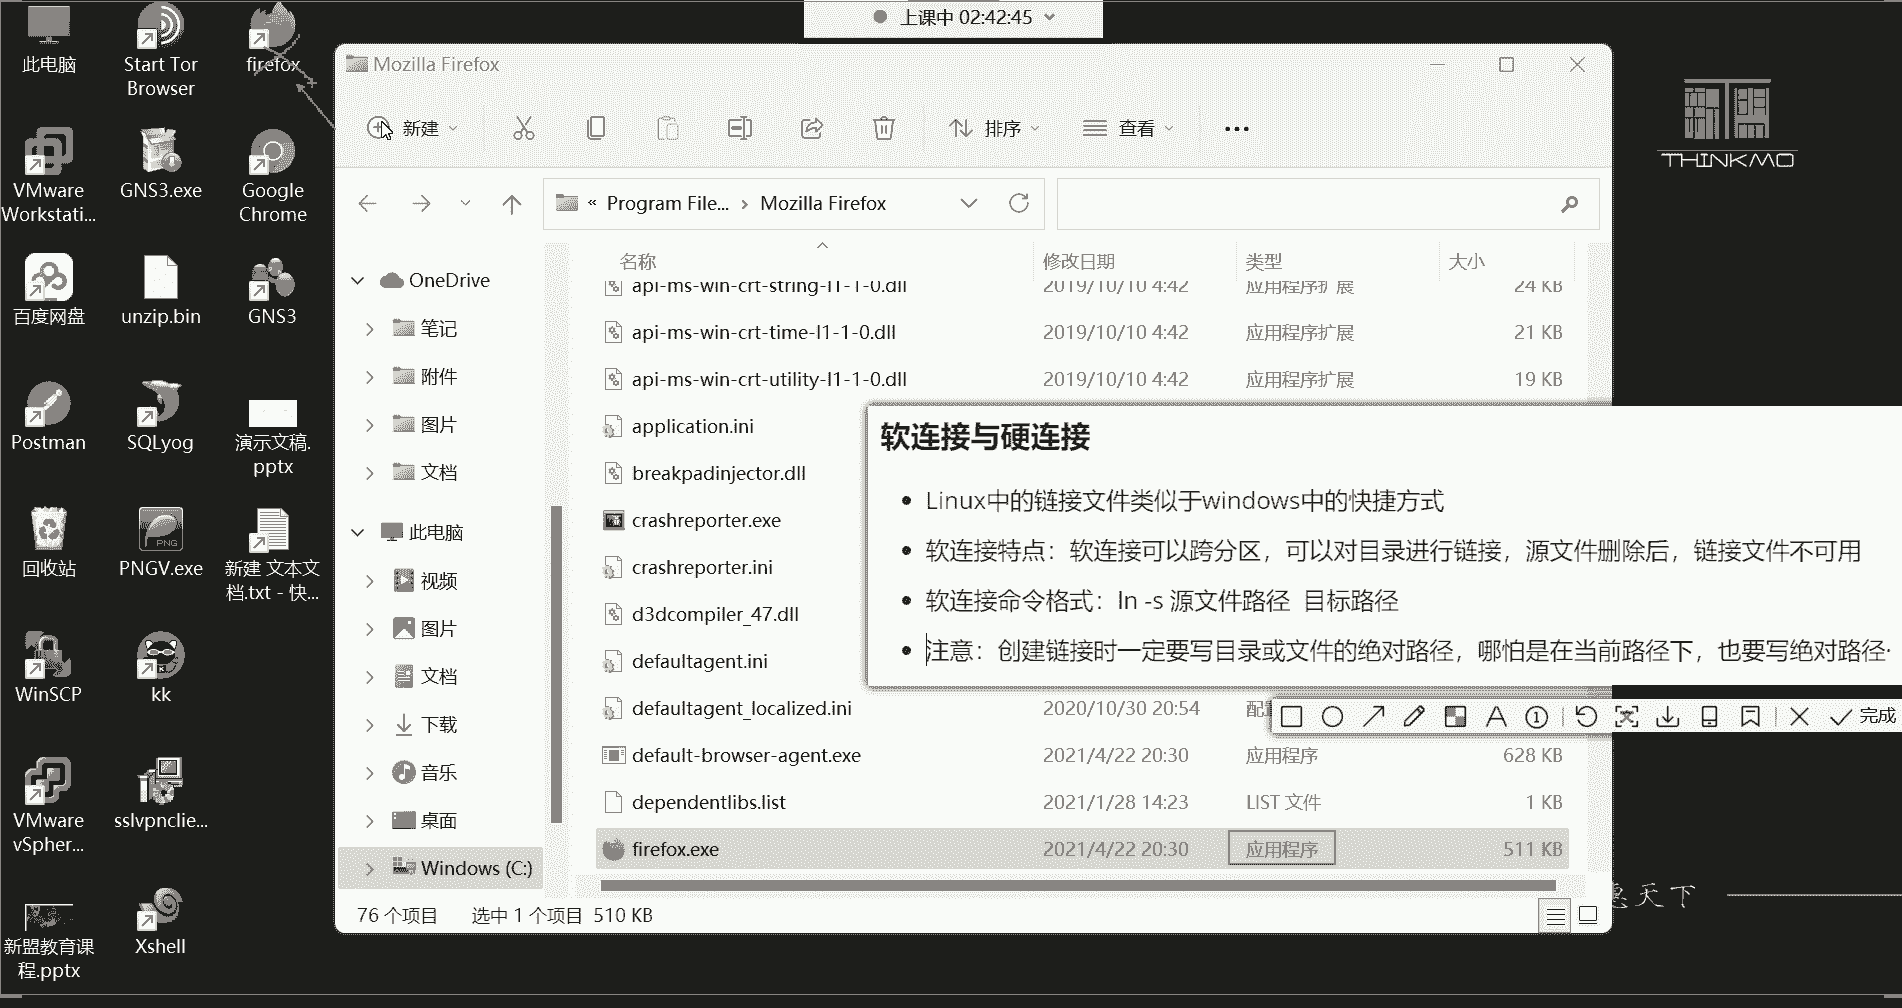 上课中 02:42:45
此电脑
Start Tor
Browser
firefox
VMware
Workstati...
GNS3.exe
Google
Chrome
百度网盘
unzip.bin
GNS3
Postman
SQLyog
演示文稿.
pptx
回收站
PNGV.exe
PNG
新建 文本文
档.txt - 快...
WinSCP
kk
VMware
vSpher...
sslvpnclie...
新盟教育课
程.pptx
Xshell
THINKMO
Mozilla Firefox
新建
排序
查看
« Program File... › Mozilla Firefox
OneDrive
笔记
附件
图片
文档
此电脑
视频
图片
文档
下载
音乐
桌面
Windows (C:)
名称 修改日期 类型 大小
api-ms-win-crt-string-l1-1-0.dll 2019/10/10 4:42 应用程序扩展 24 KB
api-ms-win-crt-time-l1-1-0.dll 2019/10/10 4:42 应用程序扩展 21 KB
api-ms-win-crt-utility-l1-1-0.dll 2019/10/10 4:42 应用程序扩展 19 KB
application.ini
breakpadinjector.dll
crashreporter.exe
crashreporter.ini
d3dcompiler_47.dll
defaultagent.ini
defaultagent_localized.ini 2020/10/30 20:54
default-browser-agent.exe 2021/4/22 20:30 应用程序 628 KB
dependentlibs.list 2021/1/28 14:23 LIST 文件 1 KB
firefox.exe 2021/4/22 20:30 应用程序 511 KB
76 个项目 选中 1 个项目 510 KB
软连接与硬连接
• Linux中的链接文件类似于windows中的快捷方式
• 软连接特点：软连接可以跨分区，可以对目录进行链接，源文件删除后，链接文件不可用
• 软连接命令格式：ln -s 源文件路径 目标路径
• 注意：创建链接时一定要写目录或文件的绝对路径，哪怕是在当前路径下，也要写绝对路径·
完成
天下